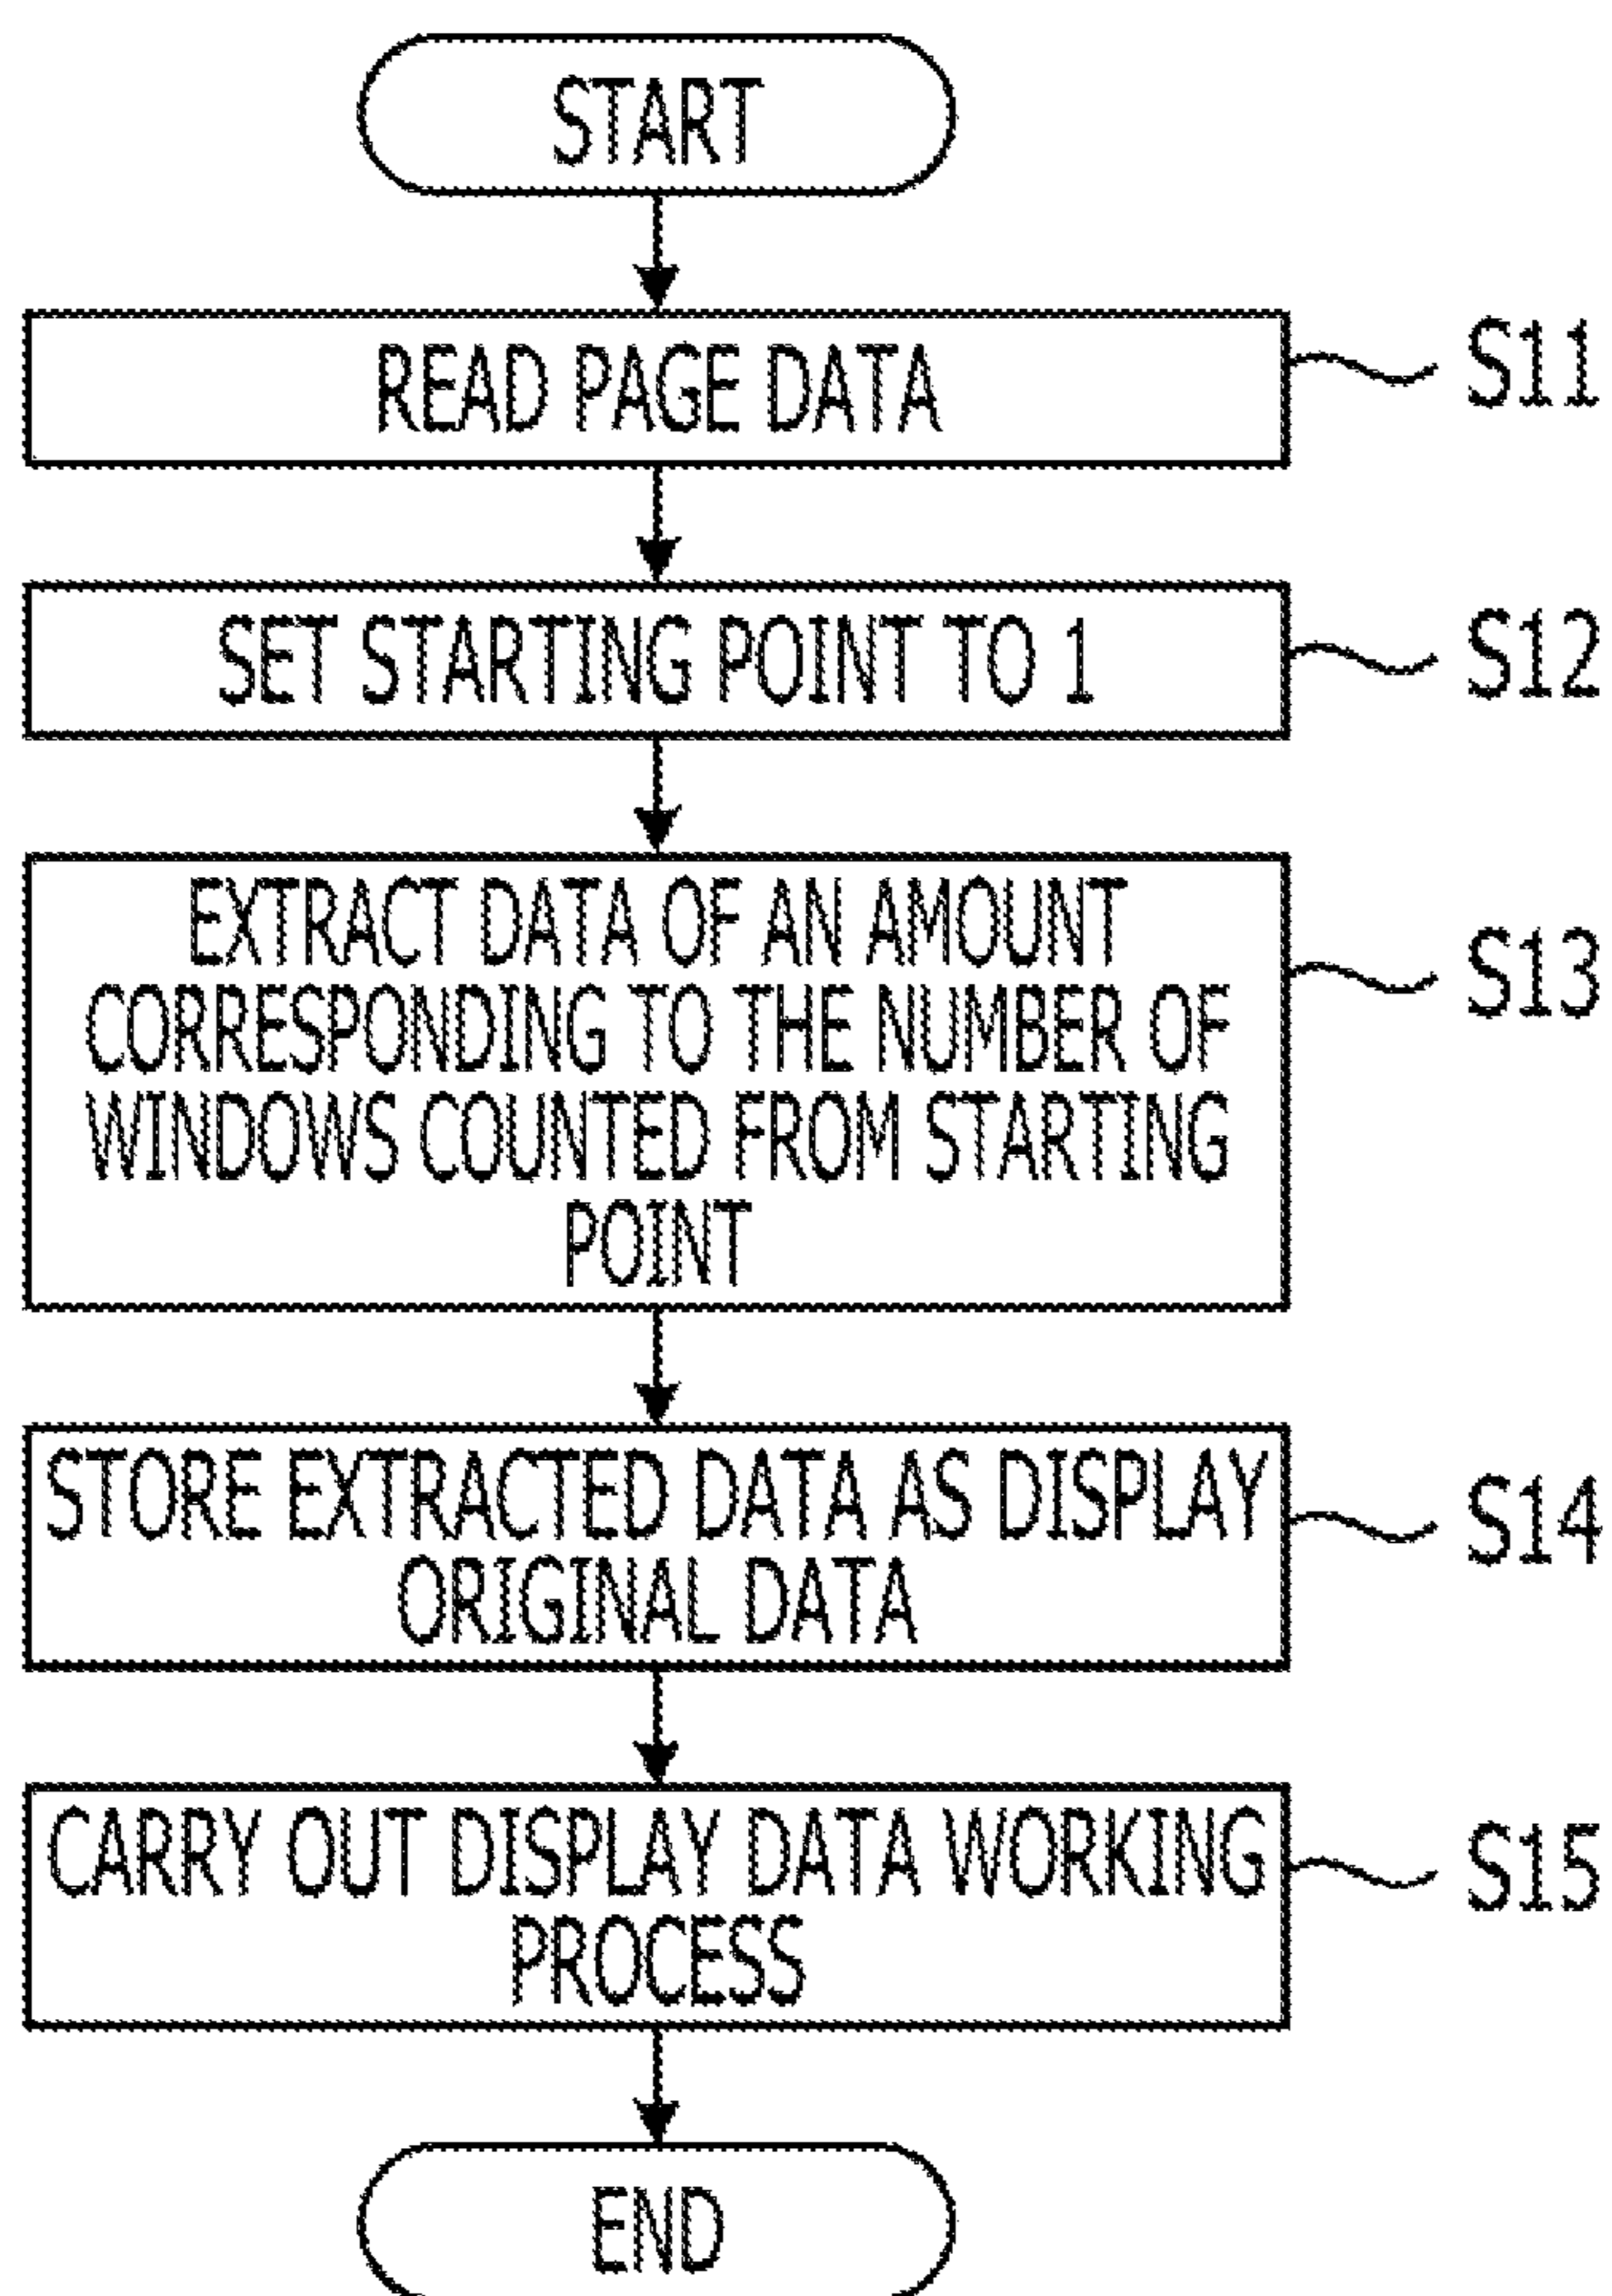 START
READ PAGE DATA
S11
SET STARTING POINT TO 1
S12
EXTRACT DATA OF AN AMOUNT
CORRESPONDING TO THE NUMBER OF
WINDOWS COUNTED FROM STARTING
POINT
S13
STORE EXTRACTED DATA AS DISPLAY
ORIGINAL DATA
S14
CARRY OUT DISPLAY DATA WORKING
PROCESS
S15
END